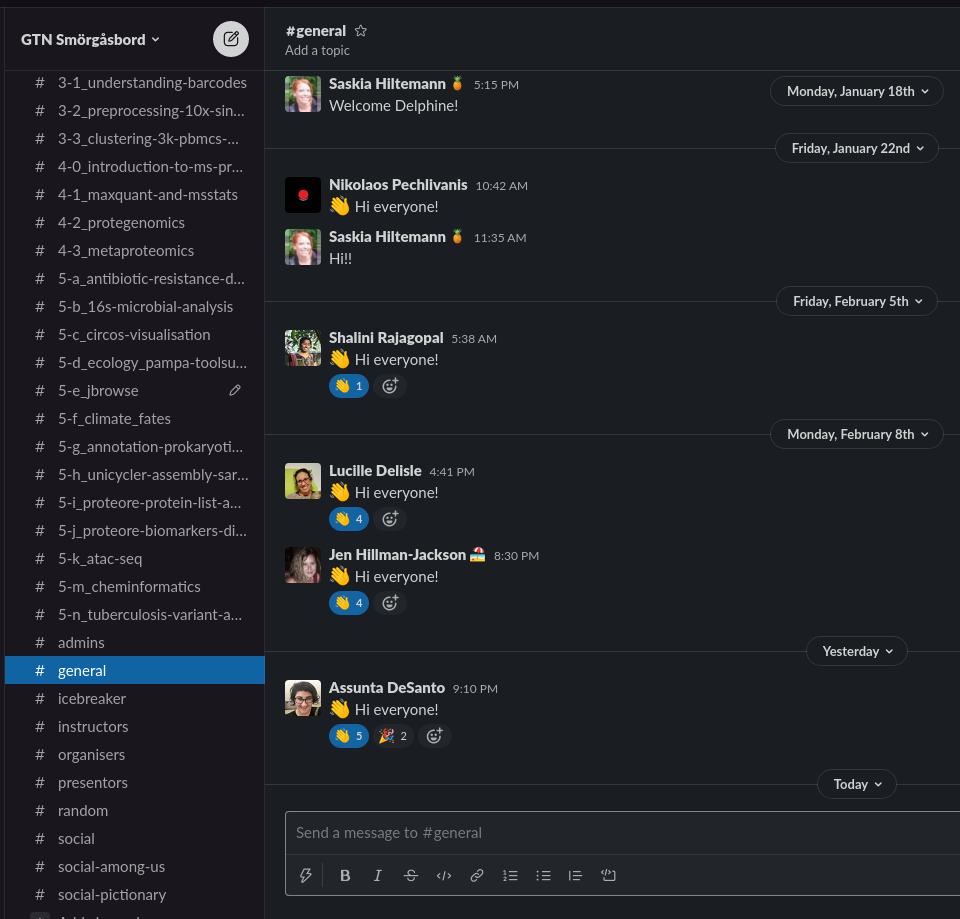 GTN Smörgåsbord
# 3-1_understanding-barcodes
# 3-2_preprocessing-10x-sin...
# 3-3_clustering-3k-pbmcs-...
# 4-0_introduction-to-ms-pr...
# 4-1_maxquant-and-msstats
# 4-2_protegenomics
# 4-3_metaproteomics
# 5-a_antibiotic-resistance-d...
# 5-b_16s-microbial-analysis
# 5-c_circos-visualisation
# 5-d_ecology_pampa-toolsu...
# 5-e_jbrowse
# 5-f_climate_fates
# 5-g_annotation-prokaryoti...
# 5-h_unicycler-assembly-sar...
# 5-i_proteore-protein-list-a...
# 5-j_proteore-biomarkers-di...
# 5-k_atac-seq
# 5-m_cheminformatics
# 5-n_tuberculosis-variant-a...
# admins
# general
# icebreaker
# instructors
# organisers
# presentors
# random
# social
# social-among-us
# social-pictionary
#general
Add a topic
Saskia Hiltemann 🍍 5:15 PM
Welcome Delphine!
Monday, January 18th
Friday, January 22nd
Nikolaos Pechlivanis 10:42 AM
👋 Hi everyone!
Saskia Hiltemann 🍍 11:35 AM
Hi!!
Friday, February 5th
Shalini Rajagopal 5:38 AM
👋 Hi everyone!
👋 1
Monday, February 8th
Lucille Delisle 4:41 PM
👋 Hi everyone!
👋 4
Jen Hillman-Jackson 🏖 8:30 PM
👋 Hi everyone!
👋 4
Yesterday
Assunta DeSanto 9:10 PM
👋 Hi everyone!
👋 5 🎉 2
Today
Send a message to #general
B I S </>